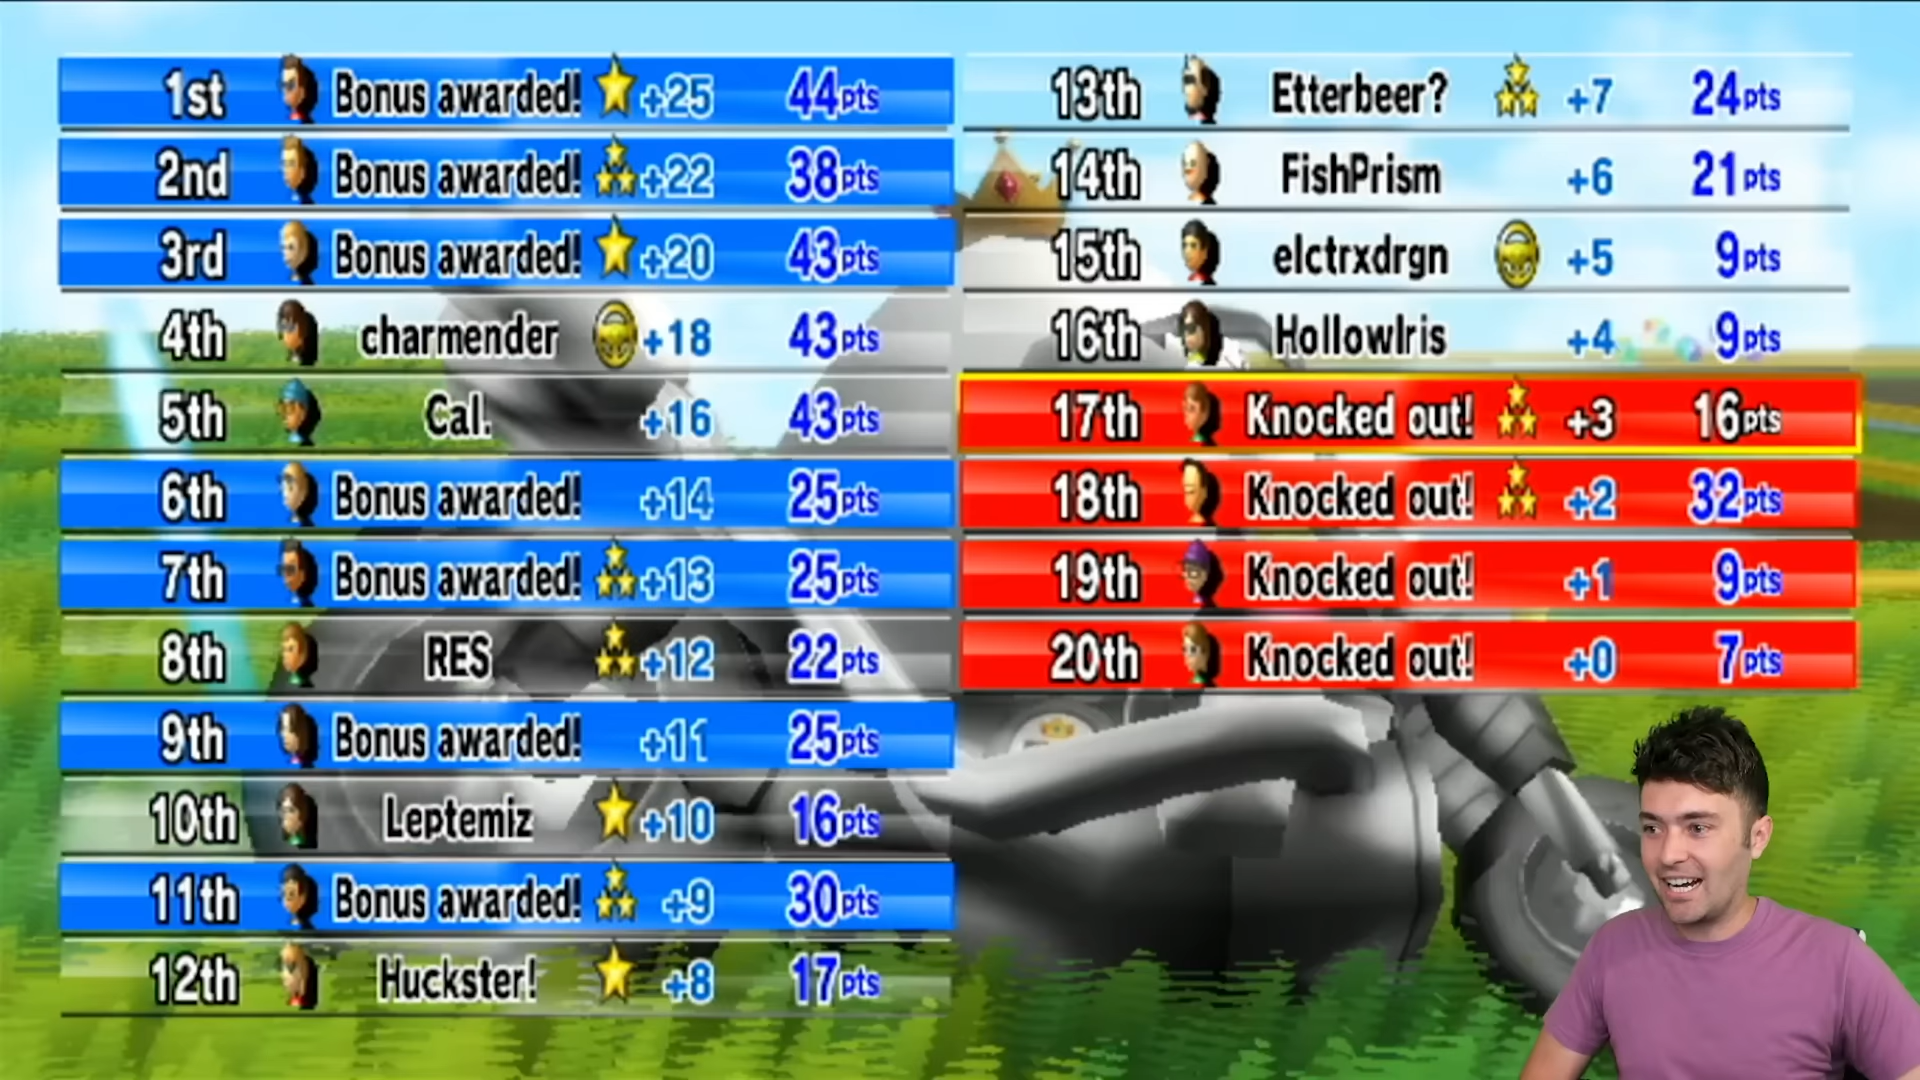 1st Bonus awarded! +25 44pts
2nd Bonus awarded! +22 38pts
3rd Bonus awarded! +20 43pts
4th charmender +18 43pts
5th Cal. +16 43pts
6th Bonus awarded! +14 25pts
7th Bonus awarded! +13 25pts
8th RES +12 22pts
9th Bonus awarded! +11 25pts
10th Leptemiz +10 16pts
11th Bonus awarded! +9 30pts
12th Huckster! +8 17pts
13th Etterbeer? +7 24pts
14th FishPrism +6 21pts
15th elctrxdrgn +5 9pts
16th HollowIris +4 9pts
17th Knocked out! +3 16pts
18th Knocked out! +2 32pts
19th Knocked out! +1 9pts
20th Knocked out! +0 7pts